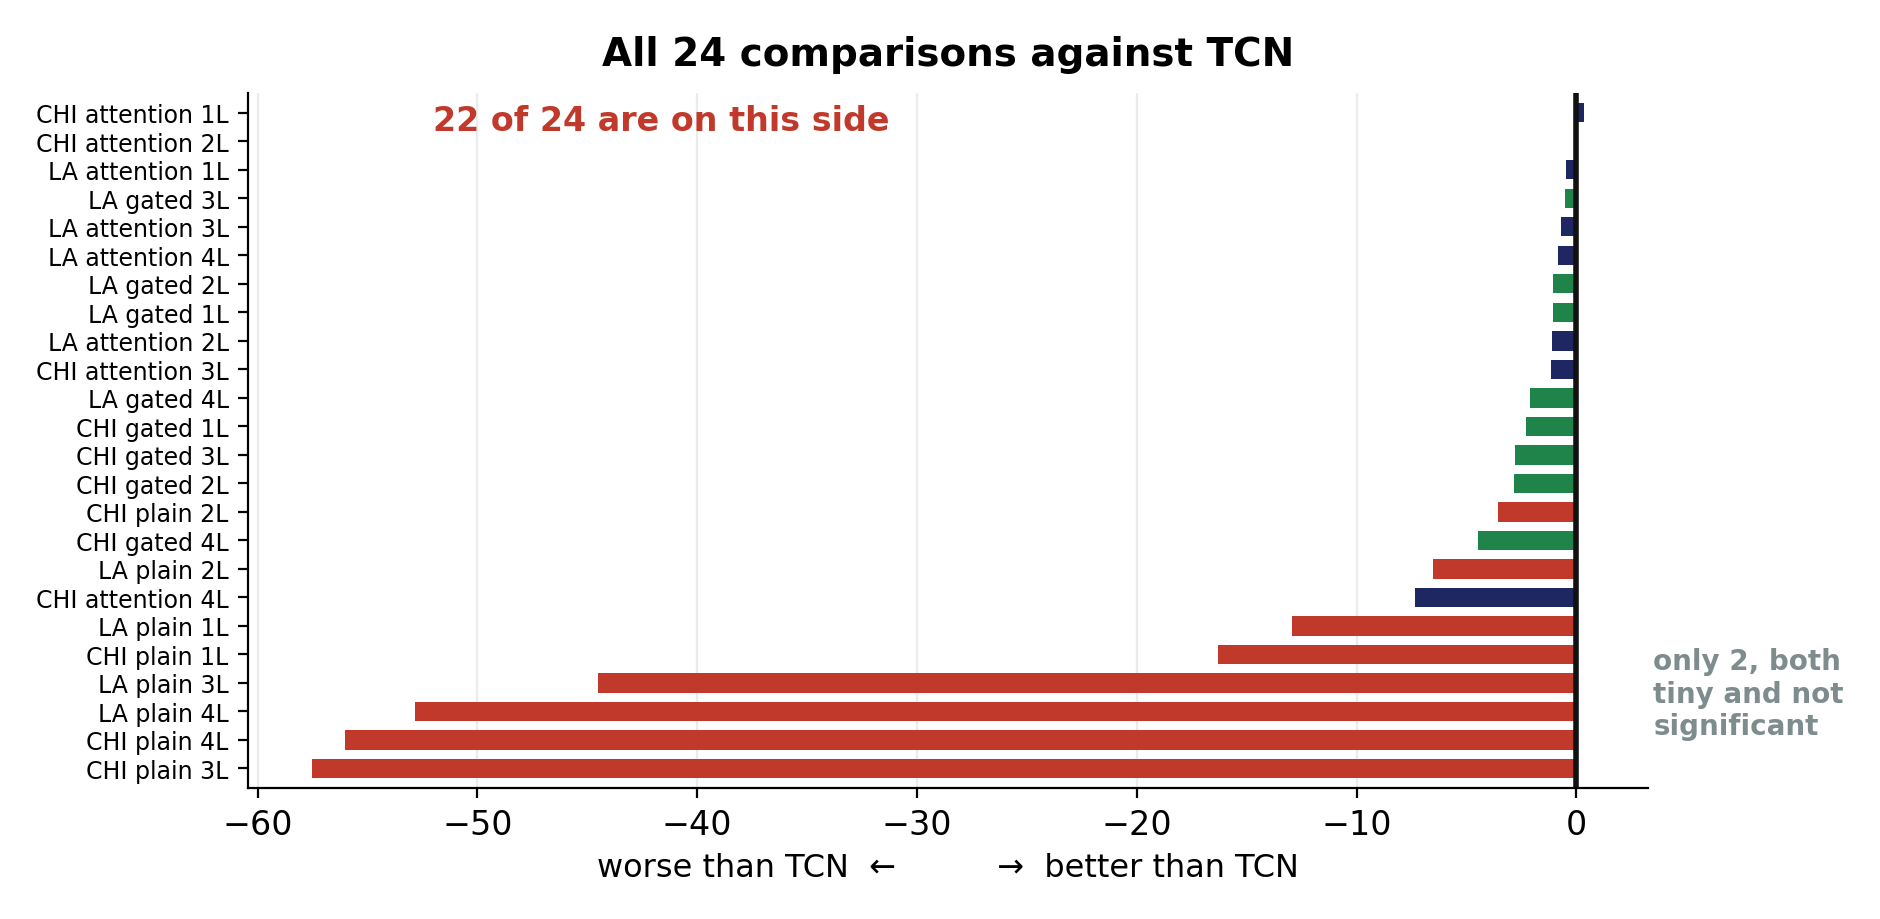 All 24 comparisons against TCN
22 of 24 are on this side
CHI attention 1L
CHI attention 2L
LA attention 1L
LA gated 3L
LA attention 3L
LA attention 4L
LA gated 2L
LA gated 1L
LA attention 2L
CHI attention 3L
LA gated 4L
CHI gated 1L
CHI gated 3L
CHI gated 2L
CHI plain 2L
CHI gated 4L
LA plain 2L
CHI attention 4L
LA plain 1L
CHI plain 1L
LA plain 3L
LA plain 4L
CHI plain 4L
CHI plain 3L
only 2, both
tiny and not
significant
−60 −50 −40 −30 −20 −10 0
worse than TCN ← → better than TCN